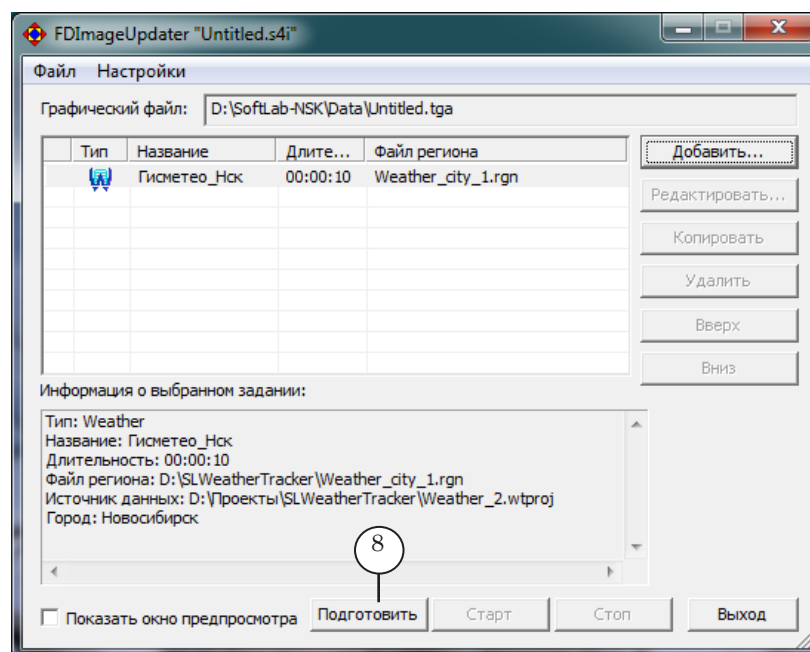 FDImageUpdater "Untitled.s4i"
Файл Настройки
Графический файл: D:\SoftLab-NSK\Data\Untitled.tga
Тип Название Длите... Файл региона
Гисметео_Нск 00:00:10 Weather_city_1.rgn
Добавить...
Редактировать...
Копировать
Удалить
Вверх
Вниз
Информация о выбранном задании:
Тип: Weather
Название: Гисметео_Нск
Длительность: 00:00:10
Файл региона: D:\SLWeatherTracker\Weather_city_1.rgn
Источник данных: D:\Проекты\SLWeatherTracker\Weather_2.wtproj
Город: Новосибирск
8
Показать окно предпросмотра Подготовить Старт Стоп Выход